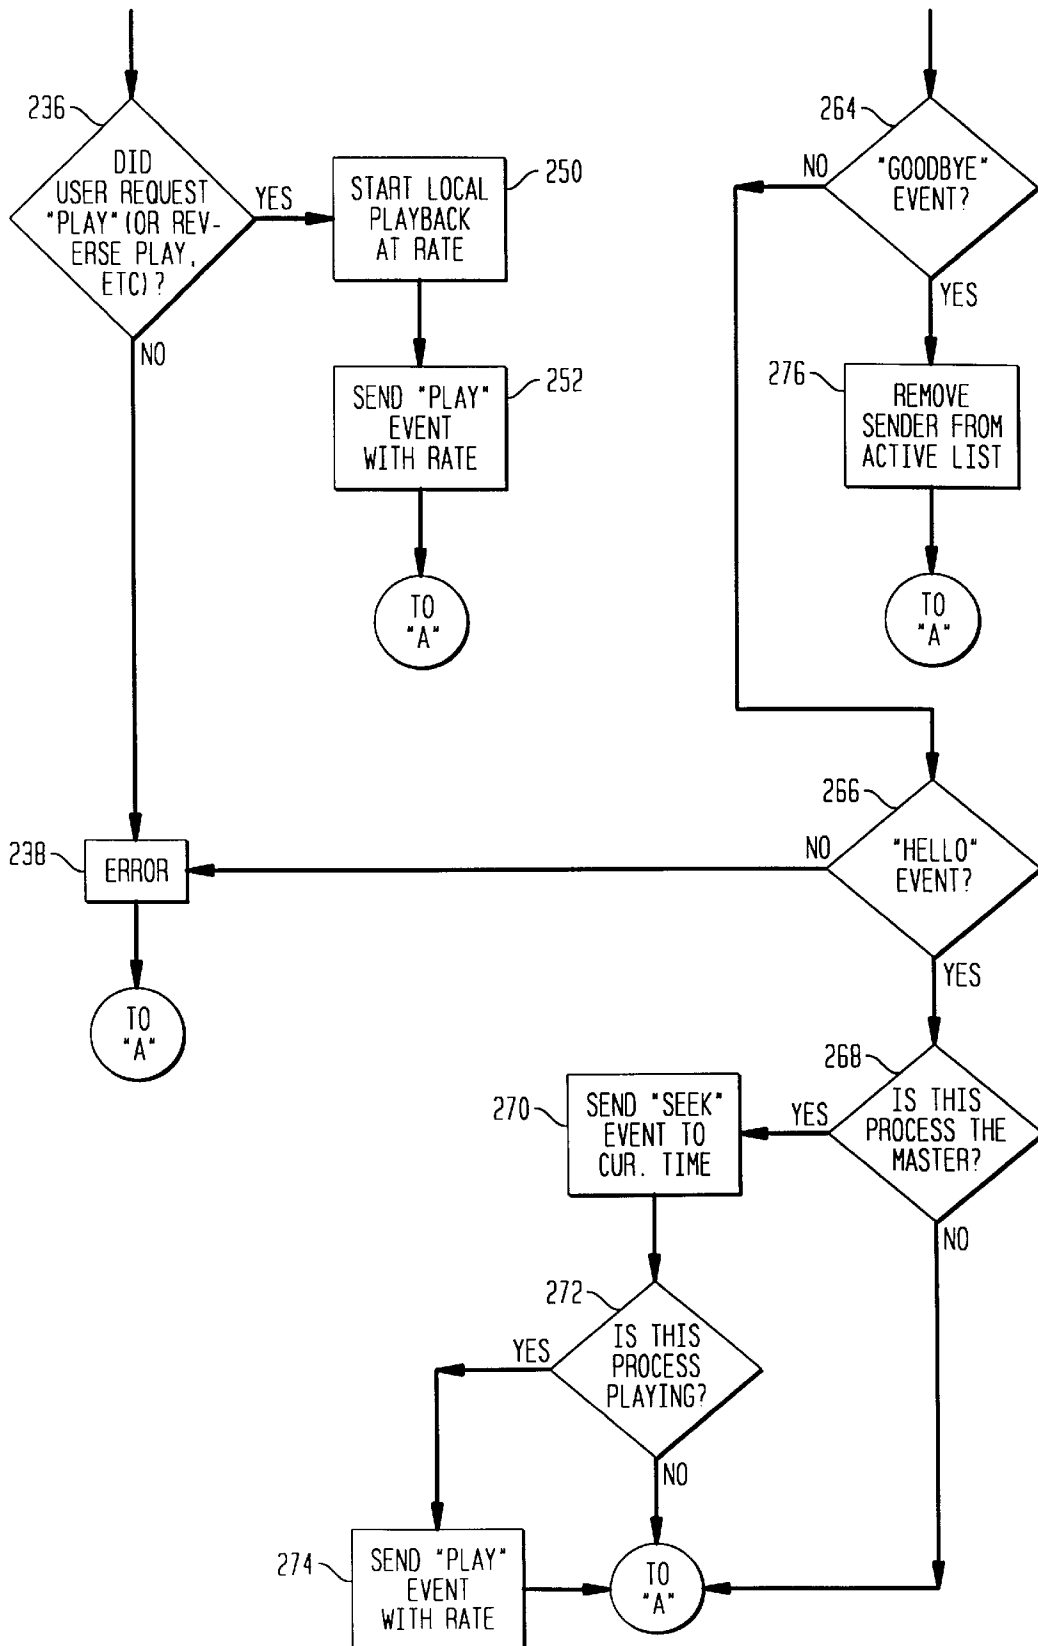 236
DID
USER REQUEST
"PLAY" (OR REV-
ERSE PLAY,
ETC)?
YES
NO
250
START LOCAL
PLAYBACK
AT RATE
252
SEND "PLAY"
EVENT
WITH RATE
TO
"A"
238
ERROR
TO
"A"
264
"GOODBYE"
EVENT?
NO
YES
276
REMOVE
SENDER FROM
ACTIVE LIST
TO
"A"
266
"HELLO"
EVENT?
NO
YES
268
IS THIS
PROCESS THE
MASTER?
YES
NO
270
SEND "SEEK"
EVENT TO
CUR. TIME
272
IS THIS
PROCESS
PLAYING?
YES
NO
274
SEND "PLAY"
EVENT
WITH RATE
TO
"A"